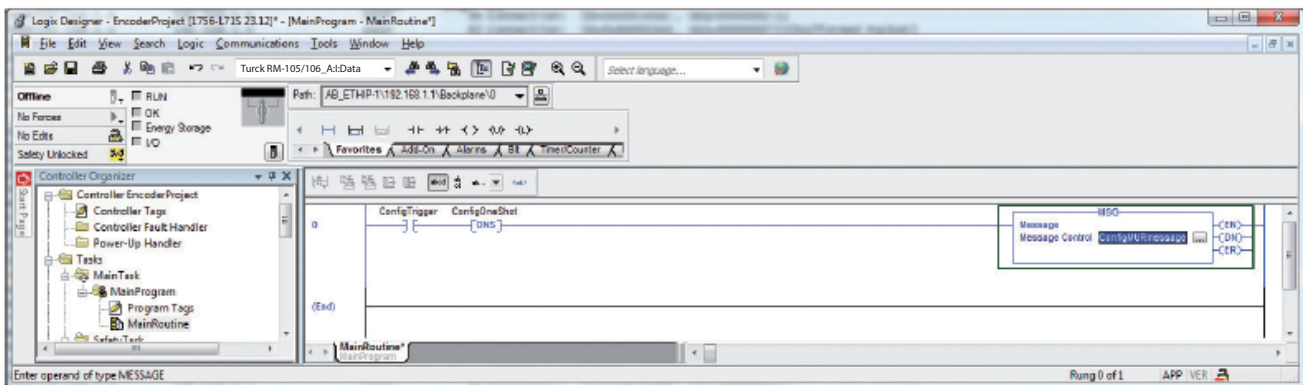 Logix Designer - EncoderProject [1756-L71S 23.12]* - [MainProgram - MainRoutine*]
File Edit View Search Logic Communications Tools Window Help
Turck RM-105/106_A:I:Data
Select language...
Offline
RUN
No Forces
OK
No Edits
Energy Storage
Safety Unlocked
I/O
Path: AB_ETHIP-1\192.168.1.1\Backplane\0
Favorites Add-On Alarms Bit Timer/Counter
Start Page
Controller Organizer
Controller EncoderProject
Controller Tags
Controller Fault Handler
Power-Up Handler
Tasks
MainTask
MainProgram
Program Tags
MainRoutine
SafetyTask
0
ConfigTrigger ConfigOneShot
ONS
MSG
Message
Message Control ConfigMURmessage ...
(EN)
(DN)
(ER)
(End)
MainRoutine*
MainProgram
Enter operand of type MESSAGE
Rung 0 of 1 APP VER